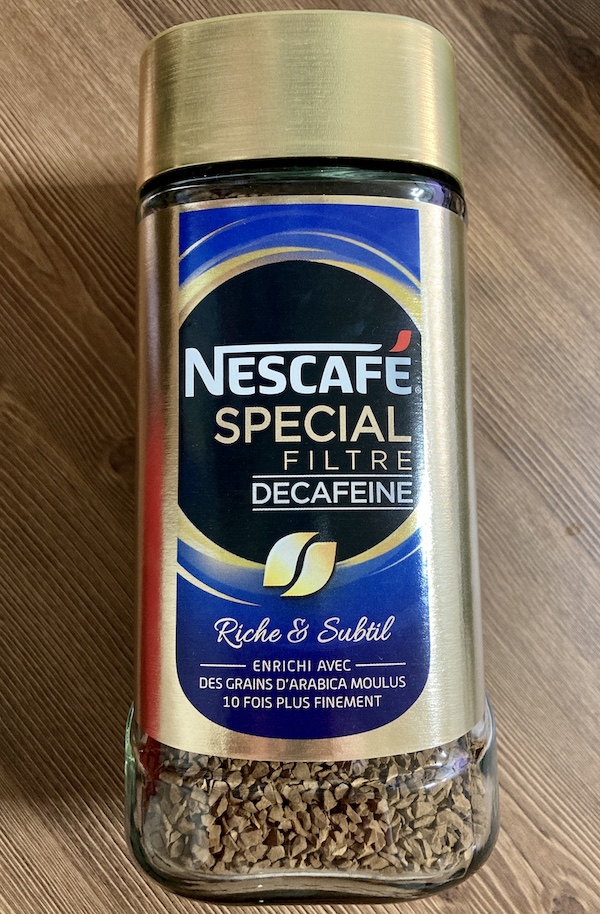 NESCAFÉ®
SPECIAL
FILTRE
DECAFEINE
Riche & Subtil
ENRICHI AVEC
DES GRAINS D'ARABICA MOULUS
10 FOIS PLUS FINEMENT